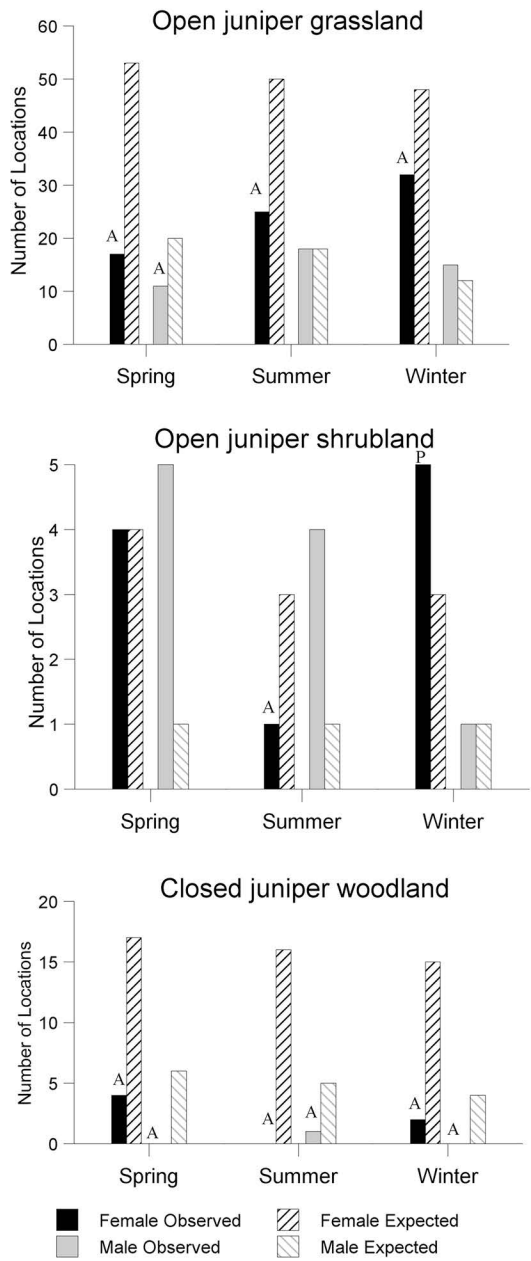 Open juniper grassland
60
50
40
30
20
10
0
Number of Locations
A
A
A
A
Spring Summer Winter
Open juniper shrubland
5
4
3
2
1
0
Number of Locations
A
P
Spring Summer Winter
Closed juniper woodland
20
15
10
5
0
Number of Locations
A
A
A
A
A
A
Spring Summer Winter
Female Observed Female Expected
Male Observed Male Expected